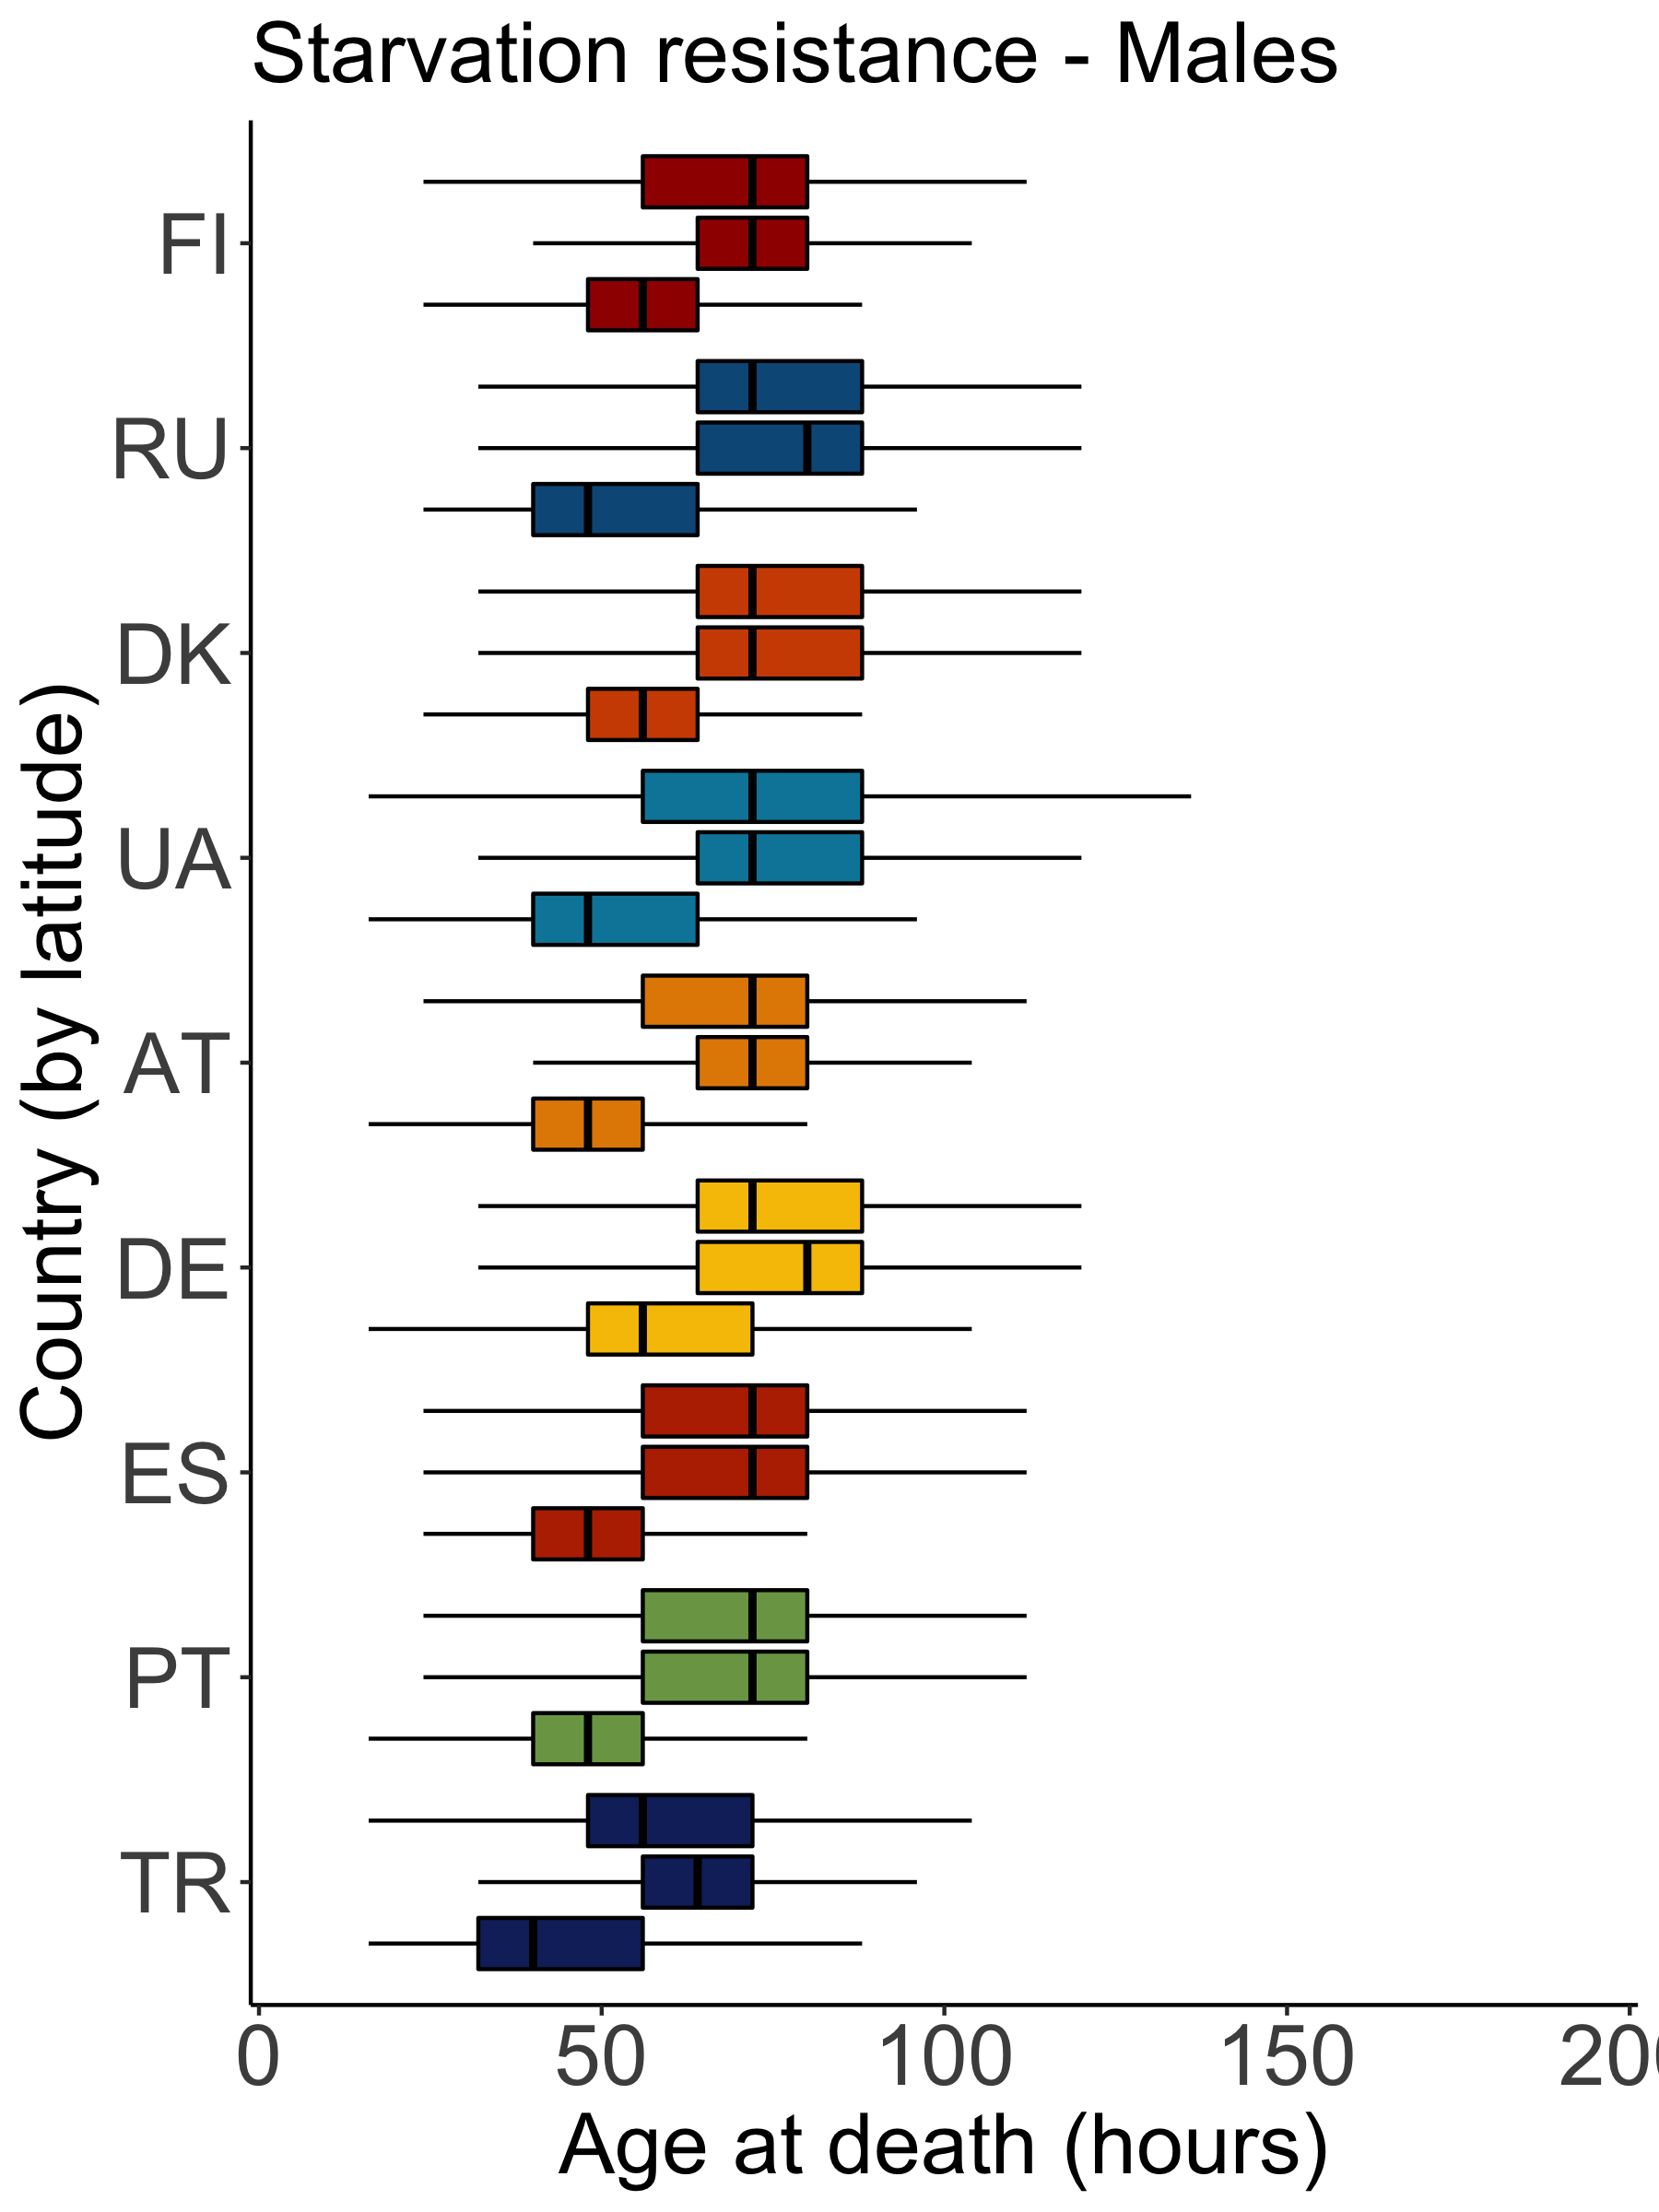 Starvation resistance - Males
Country (by latitude)
FI
RU
DK
UA
AT
DE
ES
PT
TR
0 50 100 150 200
Age at death (hours)